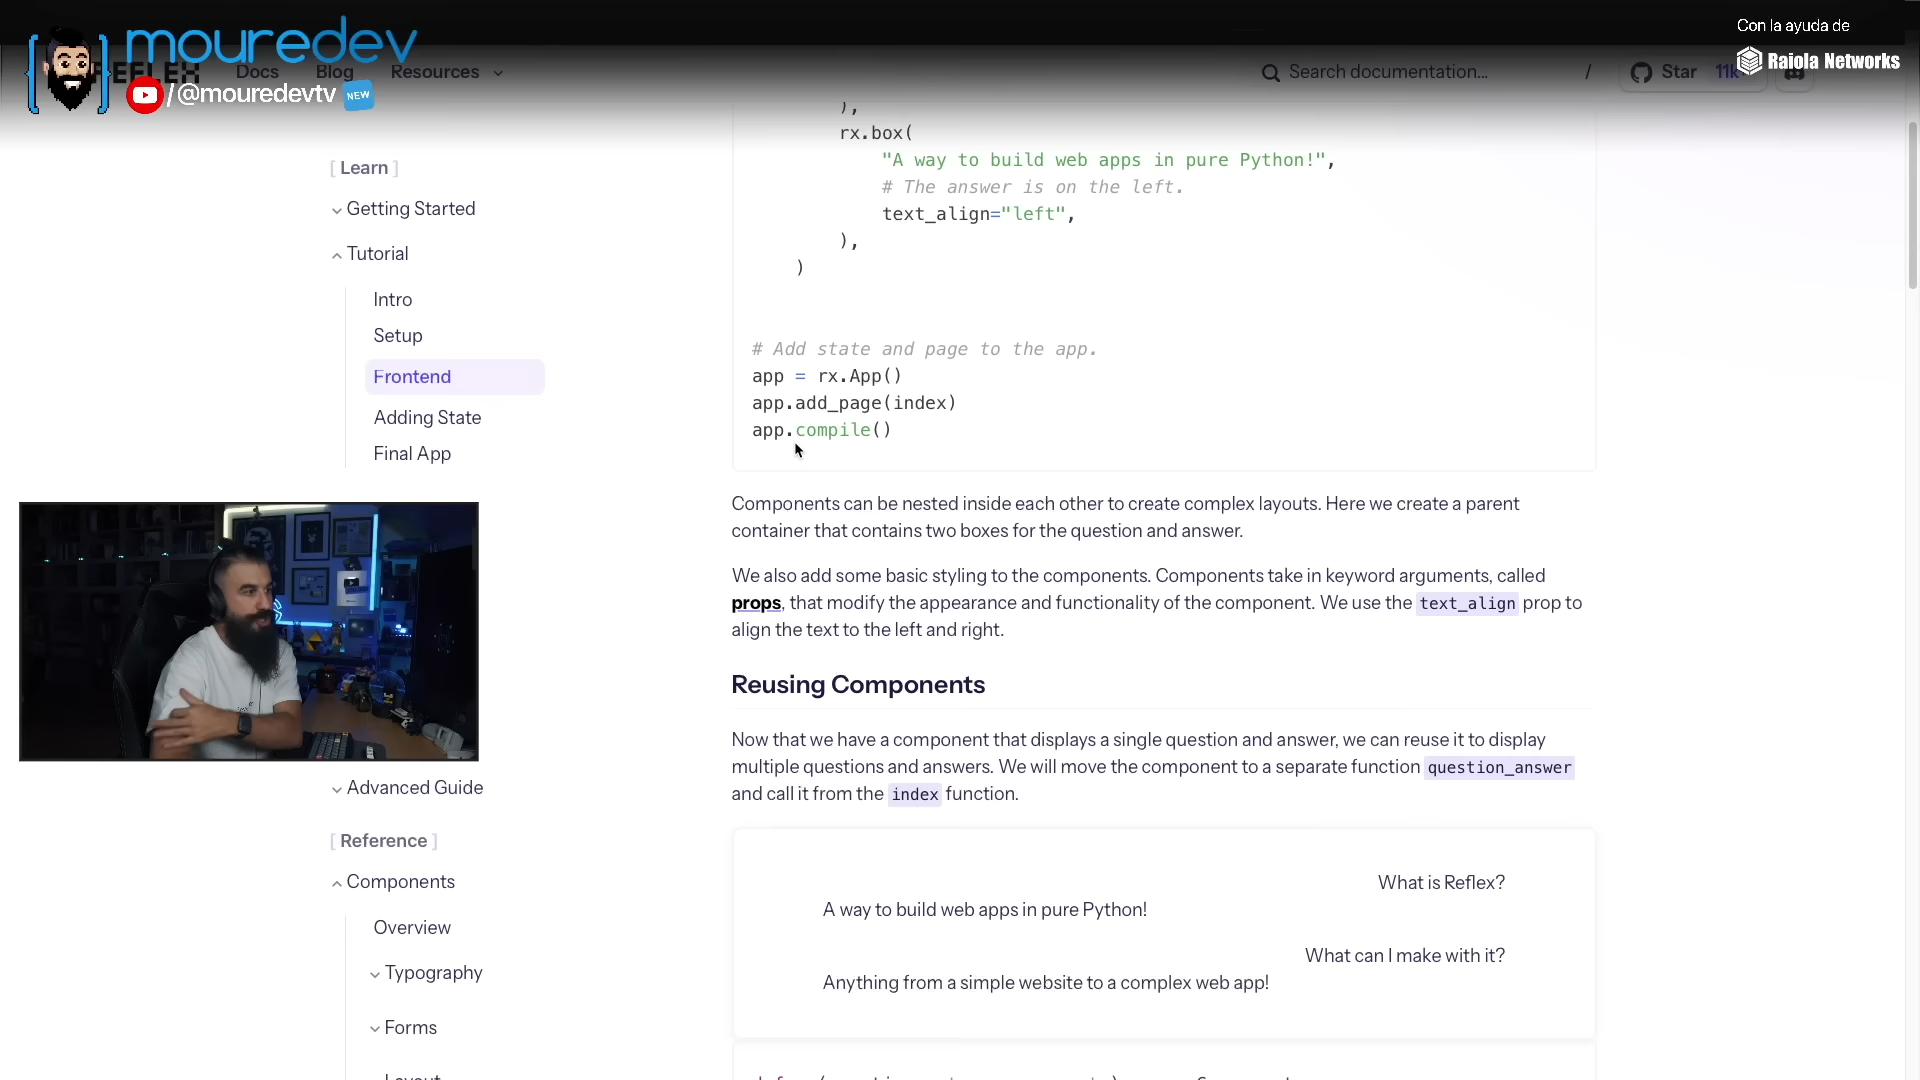 mouredev
/@mouredevtv NEW
Con la ayuda de
Raiola Networks
Docs
Blog
Resources
Search documentation...
/
Star
11k
[ Learn ]
Getting Started
Tutorial
Intro
Setup
Frontend
Adding State
Final App
Advanced Guide
[ Reference ]
Components
Overview
Typography
Forms
),
rx.box(
"A way to build web apps in pure Python!",
# The answer is on the left.
text_align="left",
),
)
# Add state and page to the app.
app = rx.App()
app.add_page(index)
app.compile()
Components can be nested inside each other to create complex layouts. Here we create a parent
container that contains two boxes for the question and answer.
We also add some basic styling to the components. Components take in keyword arguments, called
props, that modify the appearance and functionality of the component. We use the text_align prop to
align the text to the left and right.
Reusing Components
Now that we have a component that displays a single question and answer, we can reuse it to display
multiple questions and answers. We will move the component to a separate function question_answer
and call it from the index function.
What is Reflex?
A way to build web apps in pure Python!
What can I make with it?
Anything from a simple website to a complex web app!